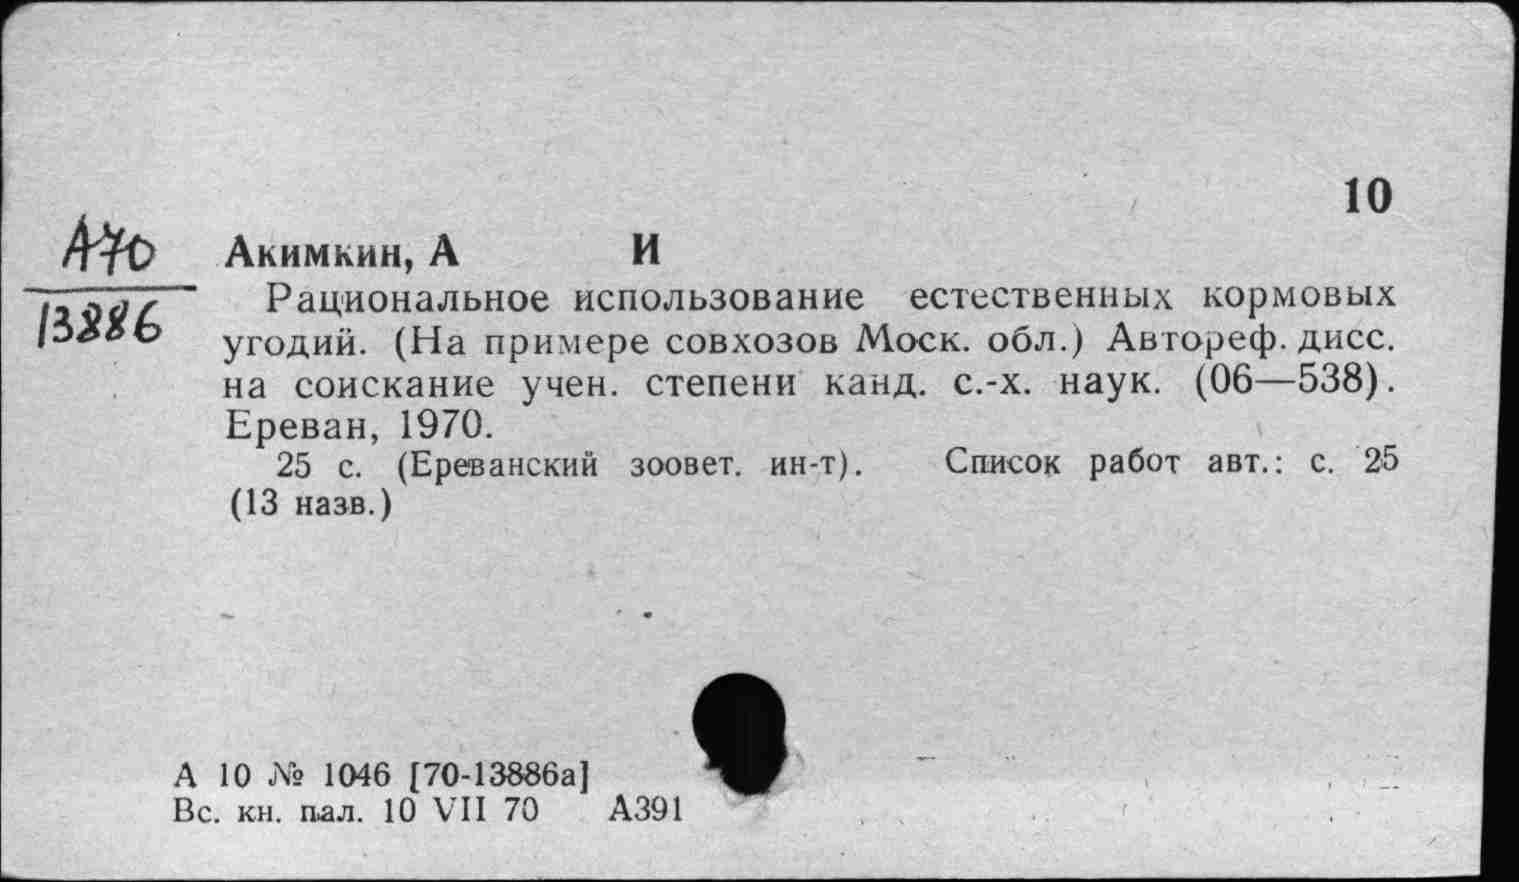 10
А70
13886
Акимкин, А И
Рациональное использование естественных кормовых
угодий. (На примере совхозов Моск. обл.) Автореф. дисс.
на соискание учен. степени канд. с.-х. наук. (06—538).
Ереван, 1970.
25 с. (Ереванский зоовет. ин-т). Список работ авт.: с. 25
(13 назв.)
А 10 № 1046 [70-13886а]
Вс. кн. пал. 10 VII 70 А391